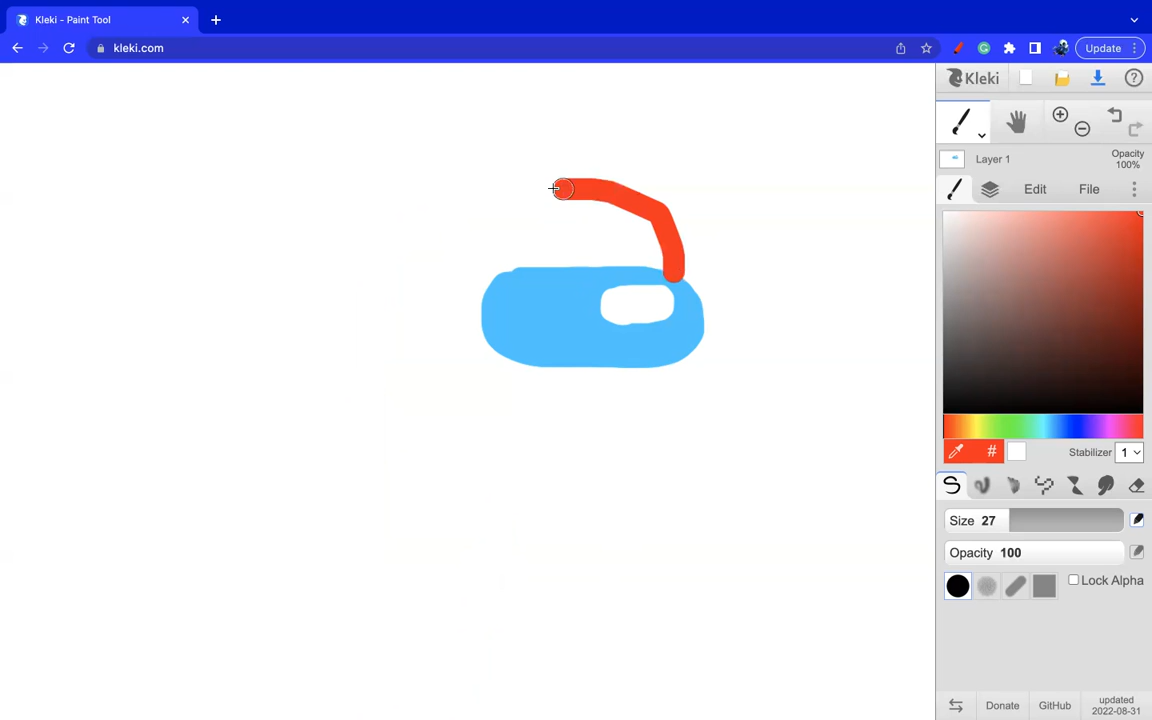 Kleki - Paint Tool
kleki.com
Update
Kleki
Layer 1
Opacity
100%
Edit
File
#
Stabilizer
1
Size 27
Opacity 100
Lock Alpha
Donate
GitHub
updated
2022-08-31